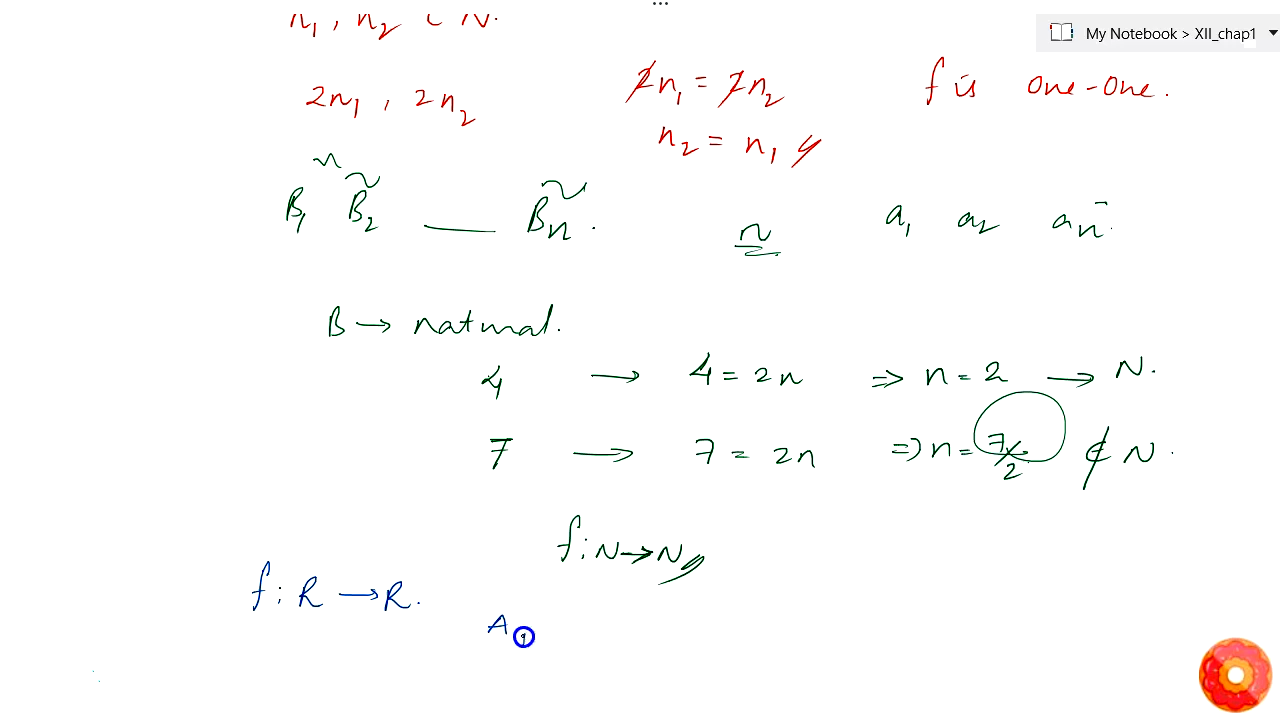 ...
My Notebook > XII_chap1
n₁, n₂ ∈ N.
2n₁, 2n₂ 2n₁ = 2n₂ f is one-one.
n₂ = n₁
B₁ B₂ — Bn. n a₁ a₂ an.
B → natural.
4 → 4 = 2n ⇒ n = 2 → N.
7 → 7 = 2n ⇒ n = 7/2 ∉ N.
f : N → N
f : R → R.
A